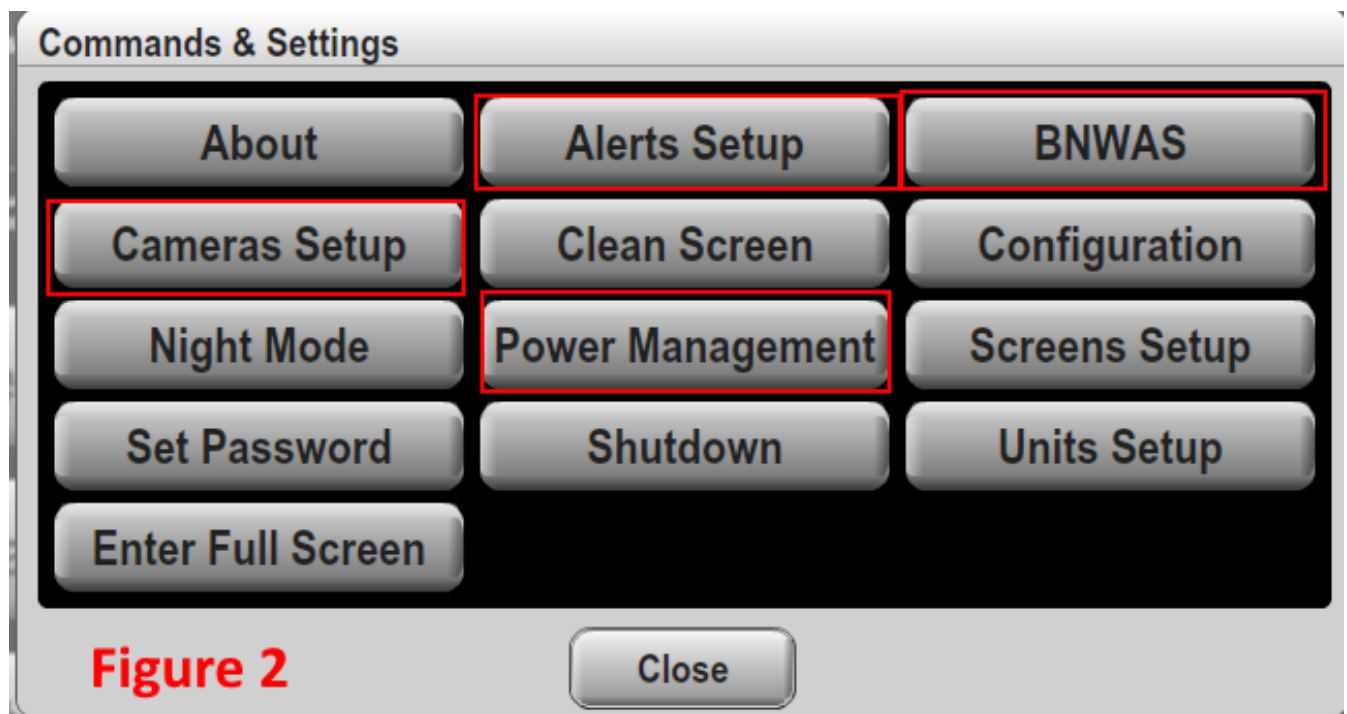 Commands & Settings
About
Alerts Setup
BNWAS
Cameras Setup
Clean Screen
Configuration
Night Mode
Power Management
Screens Setup
Set Password
Shutdown
Units Setup
Enter Full Screen
Figure 2
Close